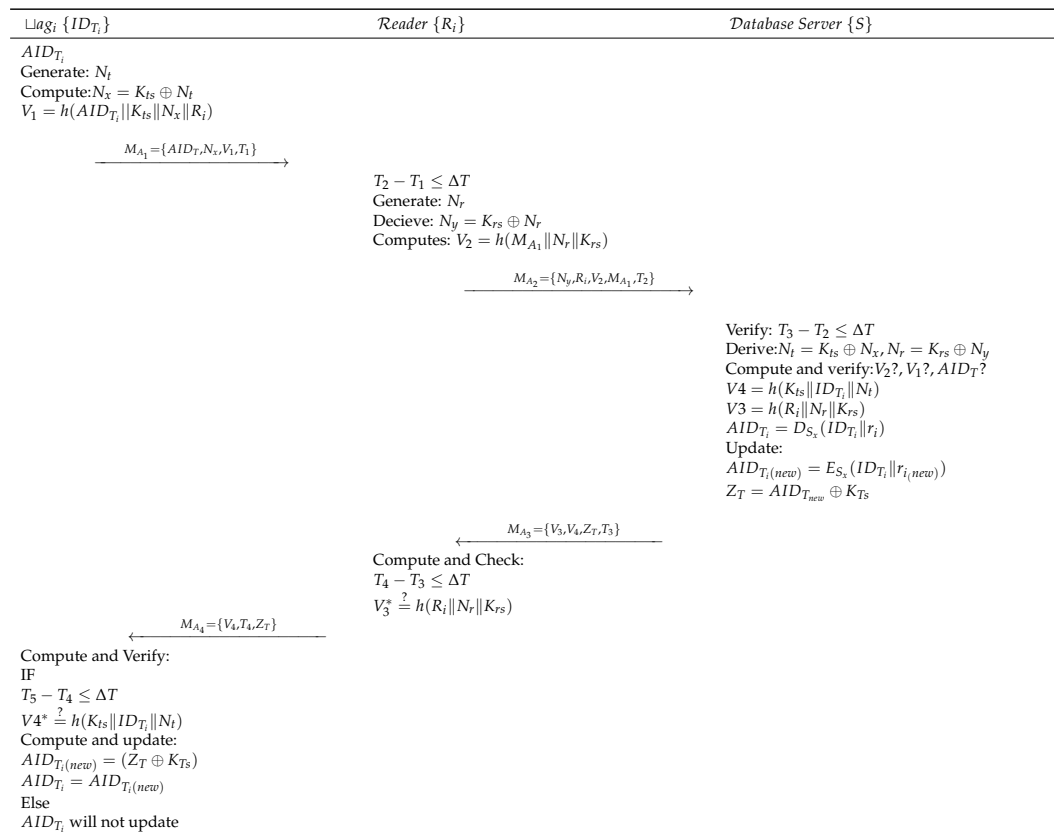 ⊔ag_i {ID_{T_i}} Reader {R_i} Database Server {S}
AID_{T_i}
Generate: N_t
Compute:N_x = K_{ts} ⊕ N_t
V_1 = h(AID_{T_i}||K_{ts}‖N_x‖R_i)
M_{A_1}={AID_T,N_x,V_1,T_1}
T_2 − T_1 ≤ ΔT
Generate: N_r
Decieve: N_y = K_{rs} ⊕ N_r
Computes: V_2 = h(M_{A_1}‖N_r‖K_{rs})
M_{A_2}={N_y,R_i,V_2,M_{A_1},T_2}
Verify: T_3 − T_2 ≤ ΔT
Derive:N_t = K_{ts} ⊕ N_x, N_r = K_{rs} ⊕ N_y
Compute and verify:V_2?, V_1?, AID_T?
V4 = h(K_{ts}‖ID_{T_i}‖N_t)
V3 = h(R_i‖N_r‖K_{rs})
AID_{T_i} = D_{S_x}(ID_{T_i}‖r_i)
Update:
AID_{T_i(new)} = E_{S_x}(ID_{T_i}‖r_{i_(new)})
Z_T = AID_{T_{new}} ⊕ K_{Ts}
M_{A_3}={V_3,V_4,Z_T,T_3}
Compute and Check:
T_4 − T_3 ≤ ΔT
V_3^* ≟ h(R_i‖N_r‖K_{rs})
M_{A_4}={V_4,T_4,Z_T}
Compute and Verify:
IF
T_5 − T_4 ≤ ΔT
V4* ≟ h(K_{ts}‖ID_{T_i}‖N_t)
Compute and update:
AID_{T_i(new)} = (Z_T ⊕ K_{Ts})
AID_{T_i} = AID_{T_i(new)}
Else
AID_{T_i} will not update